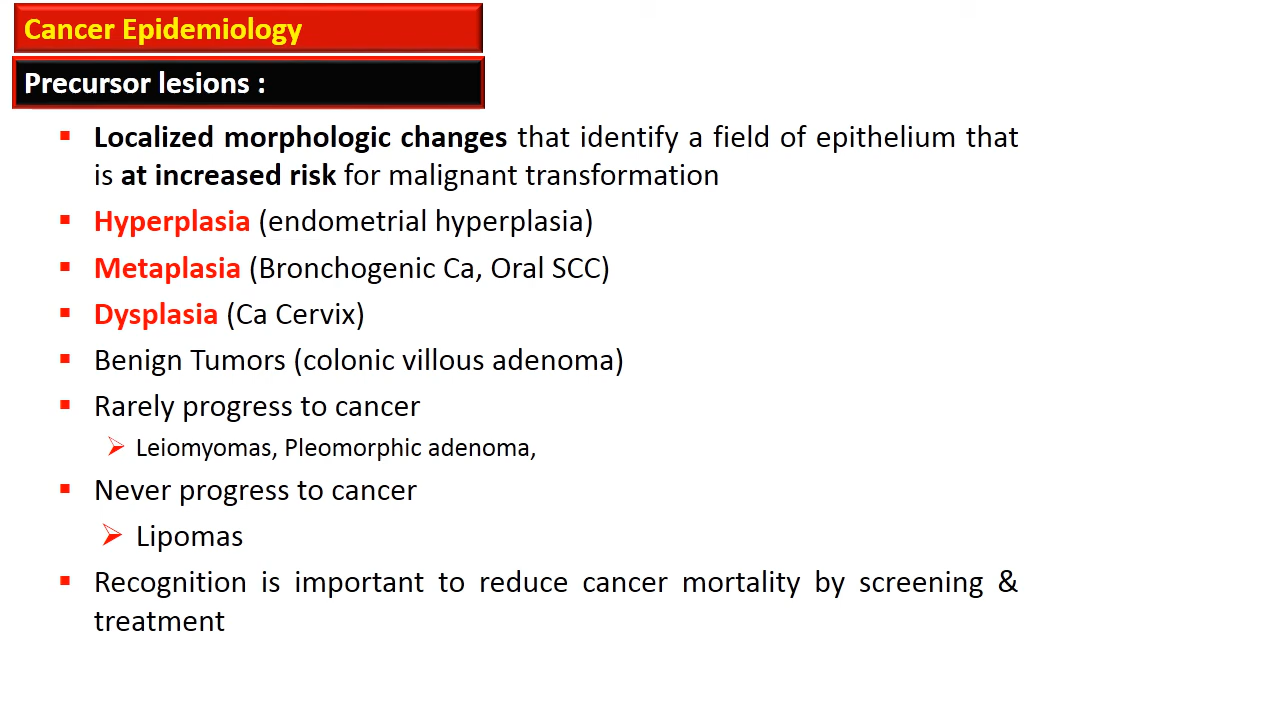 Cancer Epidemiology
Precursor lesions :
▪ Localized morphologic changes that identify a field of epithelium that
is at increased risk for malignant transformation
▪ Hyperplasia (endometrial hyperplasia)
▪ Metaplasia (Bronchogenic Ca, Oral SCC)
▪ Dysplasia (Ca Cervix)
▪ Benign Tumors (colonic villous adenoma)
▪ Rarely progress to cancer
➢ Leiomyomas, Pleomorphic adenoma,
▪ Never progress to cancer
➢ Lipomas
▪ Recognition is important to reduce cancer mortality by screening &
treatment